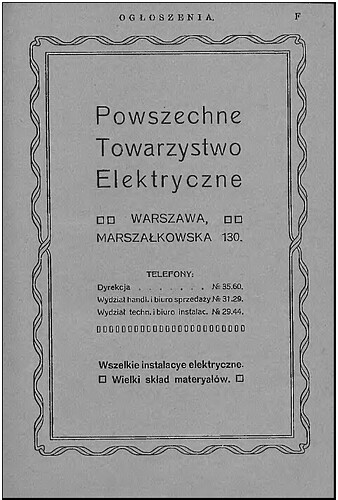 OGŁOSZENIA. F
Powszechne
Towarzystwo
Elektryczne
WARSZAWA,
MARSZAŁKOWSKA 130.
TELEFONY:
Dyrekcja . . . . . . . № 35.60.
Wydział handl. i biuro sprzedaży № 31.29.
Wydział techn. i biuro instalac. № 29.44.
Wszelkie instalacye elektryczne.
Wielki skład materyałów.